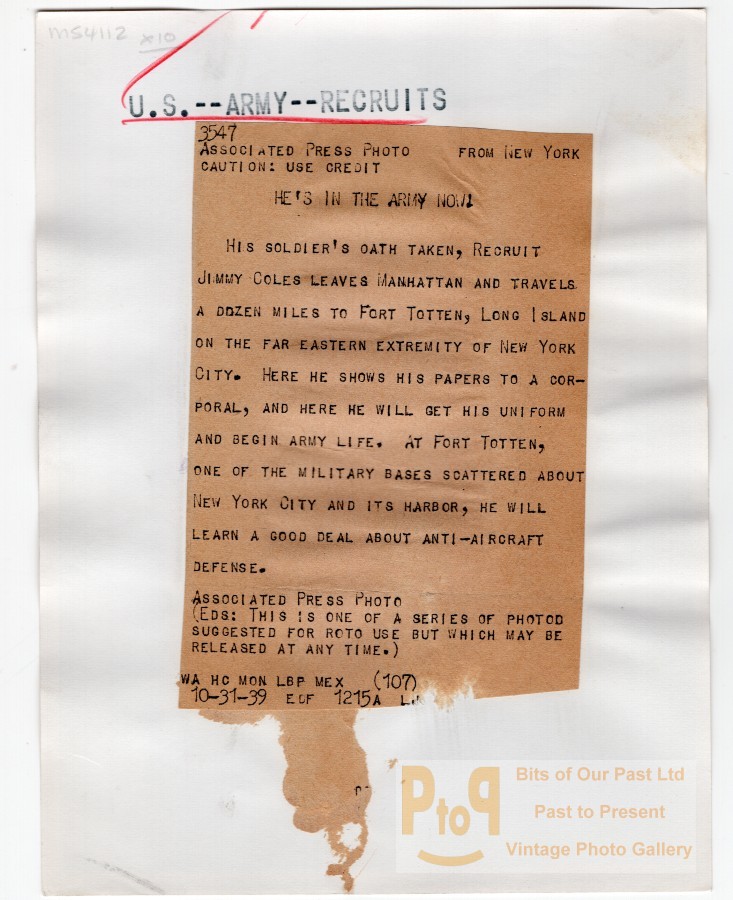 MS4112 x10
U.S.--ARMY--RECRUITS
3547
ASSOCIATED PRESS PHOTO FROM NEW YORK
CAUTION: USE CREDIT
HE'S IN THE ARMY NOW!
HIS SOLDIER'S OATH TAKEN, RECRUIT
JIMMY COLES LEAVES MANHATTAN AND TRAVELS
A DOZEN MILES TO FORT TOTTEN, LONG ISLAND
ON THE FAR EASTERN EXTREMITY OF NEW YORK
CITY. HERE HE SHOWS HIS PAPERS TO A COR-
PORAL, AND HERE HE WILL GET HIS UNIFORM
AND BEGIN ARMY LIFE. AT FORT TOTTEN,
ONE OF THE MILITARY BASES SCATTERED ABOUT
NEW YORK CITY AND ITS HARBOR, HE WILL
LEARN A GOOD DEAL ABOUT ANTI-AIRCRAFT
DEFENSE.
ASSOCIATED PRESS PHOTO
(EDS: THIS IS ONE OF A SERIES OF PHOTOD
SUGGESTED FOR ROTO USE BUT WHICH MAY BE
RELEASED AT ANY TIME.)
WA HC MON LBP MEX (107)
10-31-39 EOF 1215A
PtoP
Bits of Our Past Ltd
Past to Present
Vintage Photo Gallery